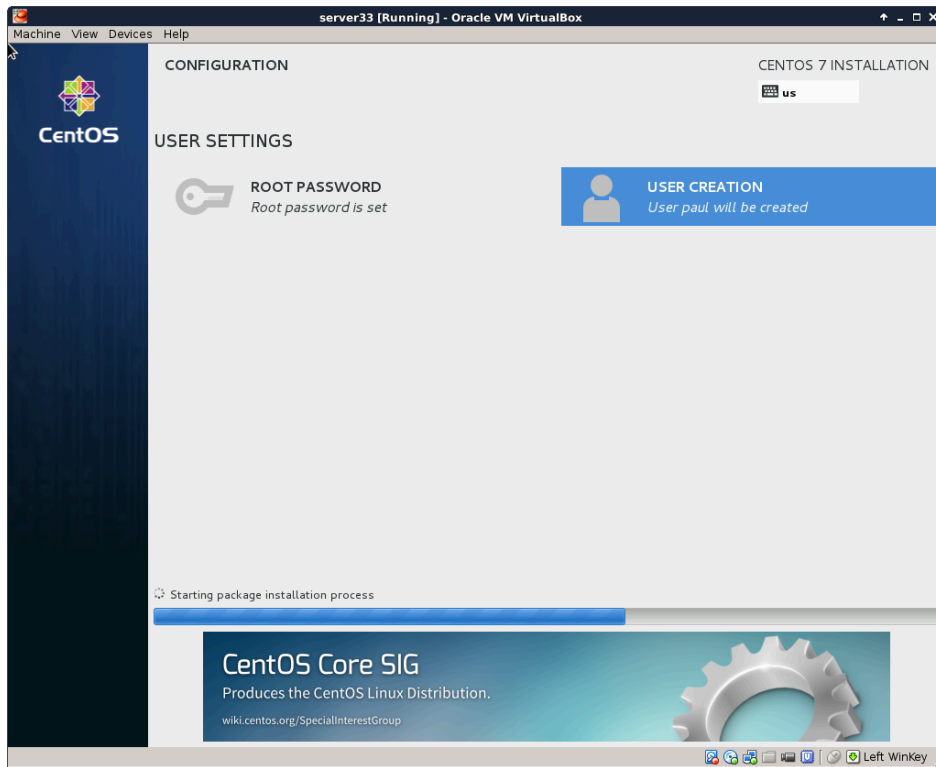 server33 [Running] - Oracle VM VirtualBox
Machine View Devices Help
CONFIGURATION
CENTOS 7 INSTALLATION
us
CentOS
USER SETTINGS
ROOT PASSWORD
Root password is set
USER CREATION
User paul will be created
Starting package installation process
CentOS Core SIG
Produces the CentOS Linux Distribution.
wiki.centos.org/SpecialInterestGroup
Left WinKey